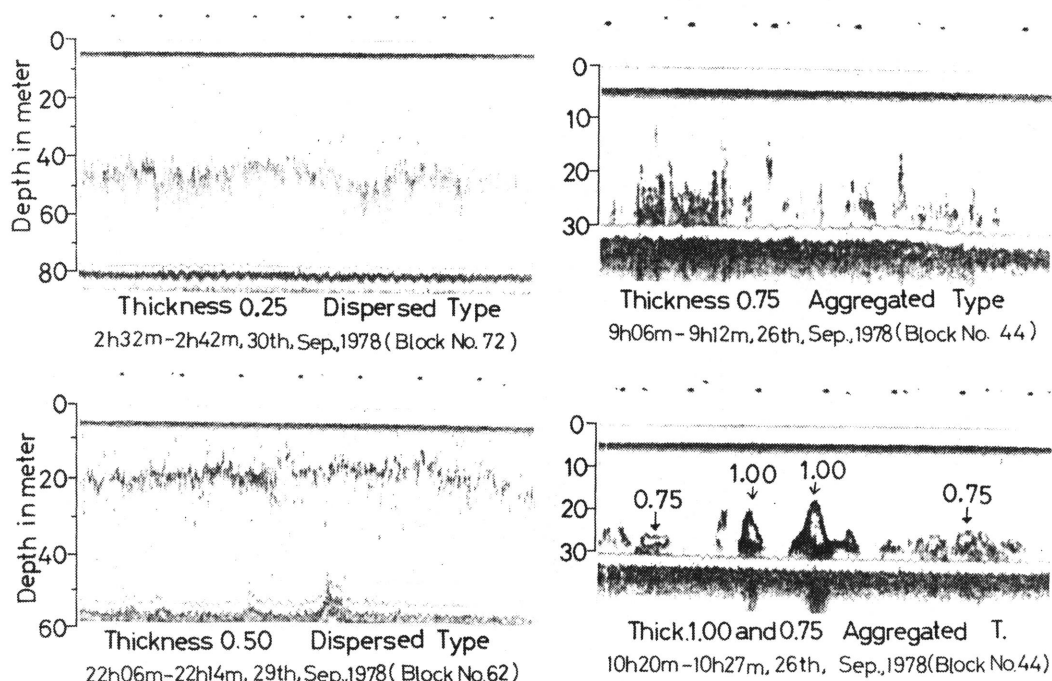 0
Depth in meter
40
60
80
Thickness 0.25 Dispersed Type
2h32m-2h42m, 30th, Sep., 1978 (Block No. 72)
0
10
20
30
Thickness 0.75 Aggregated Type
9h06m-9h12m, 26th, Sep., 1978 (Block No. 44)
0
Depth in meter
20
40
60
Thickness 0.50 Dispersed Type
22h06m-22h14m, 29th, Sep., 1978 (Block No. 62)
0
10
20
30
0.75
1.00
1.00
0.75
Thick. 1.00 and 0.75 Aggregated T.
10h20m-10h27m, 26th, Sep., 1978 (Block No. 44)